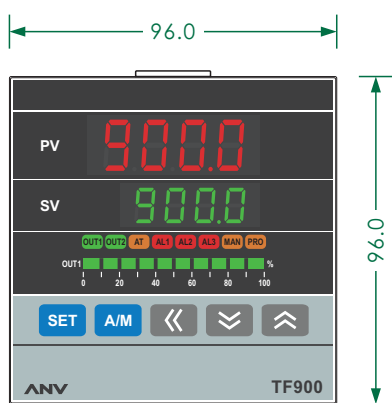 96.0
PV 900.0
SV 900.0
OUT1 OUT2 AT AL1 AL2 AL3 MAN PRO
OUT1 %
0 20 40 60 80 100
SET A/M
ANV TF900
96.0